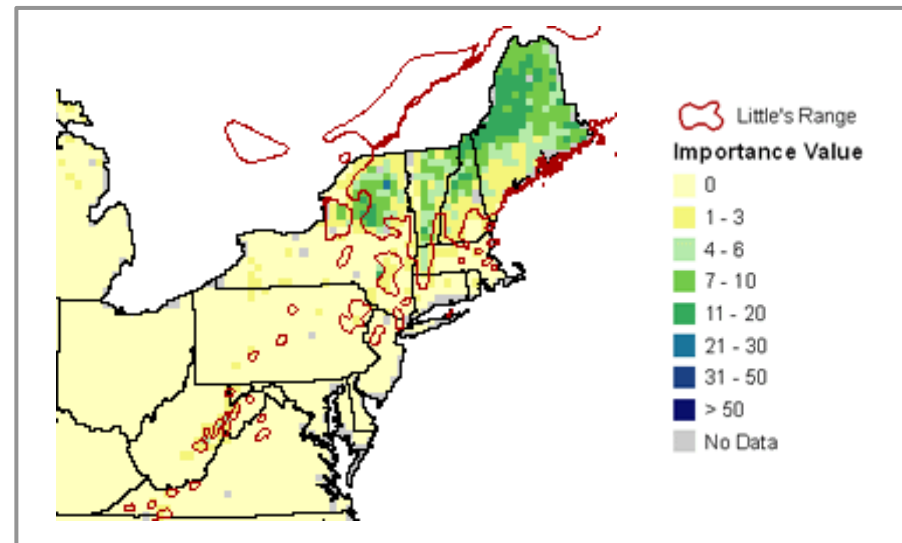 Little's Range
Importance Value
0
1 - 3
4 - 6
7 - 10
11 - 20
21 - 30
31 - 50
> 50
No Data